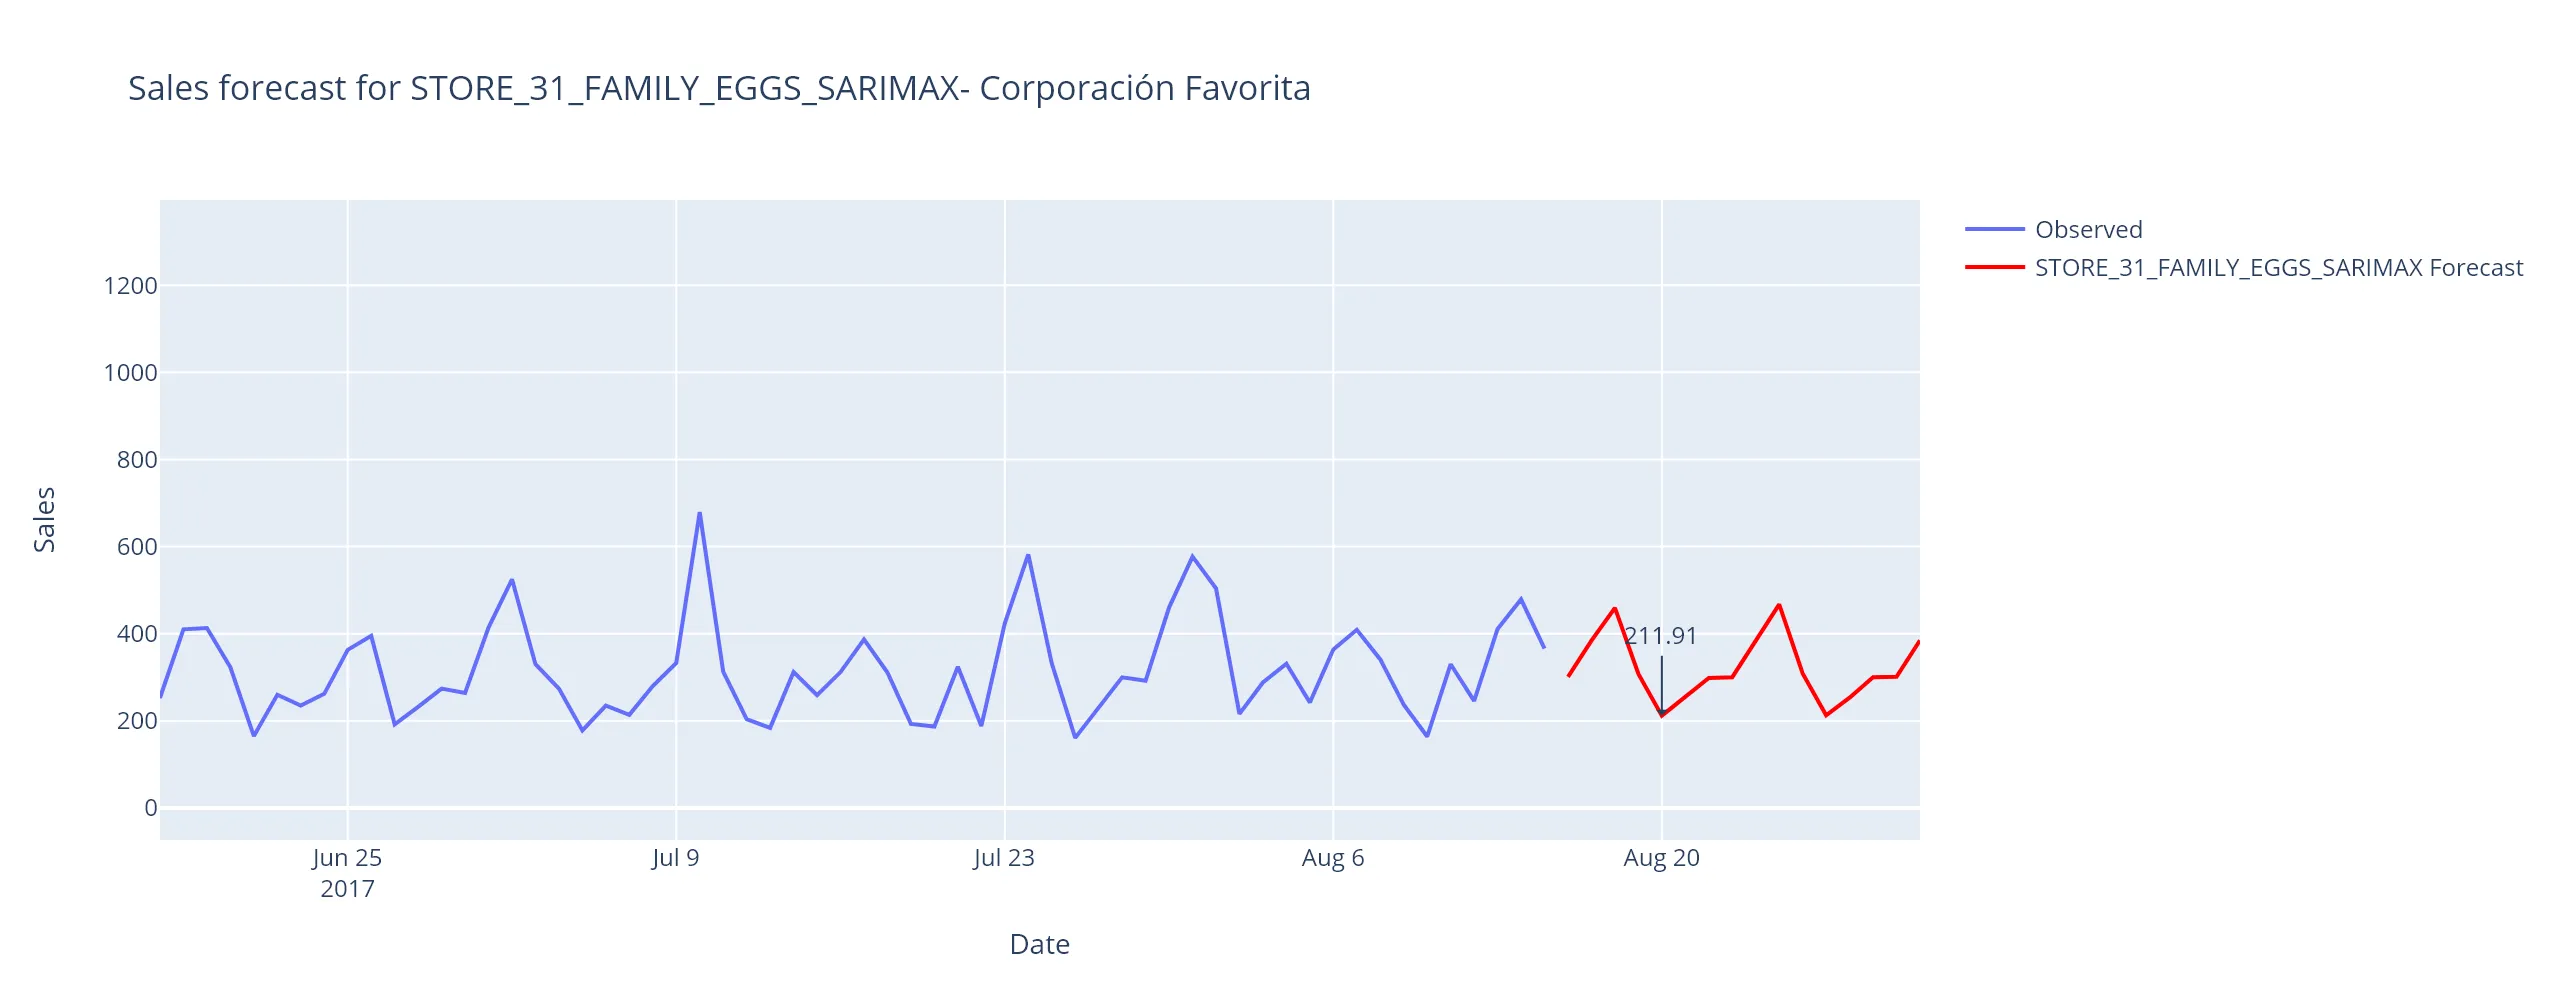 Sales forecast for STORE_31_FAMILY_EGGS_SARIMAX- Corporación Favorita
Observed
STORE_31_FAMILY_EGGS_SARIMAX Forecast
1200
1000
800
600
400
200
0
Sales
211.91
Jun 25
2017
Jul 9
Jul 23
Aug 6
Aug 20
Date